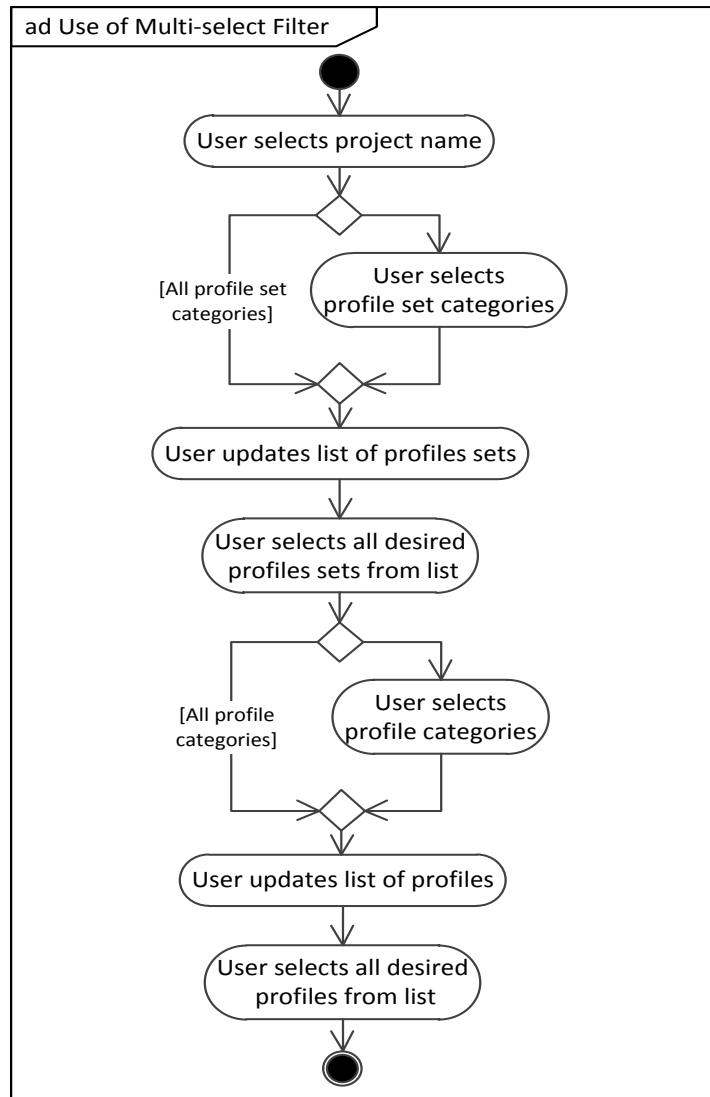 ad Use of Multi-select Filter
User selects project name
[All profile set
categories]
User selects
profile set categories
User updates list of profiles sets
User selects all desired
profiles sets from list
[All profile
categories]
User selects
profile categories
User updates list of profiles
User selects all desired
profiles from list